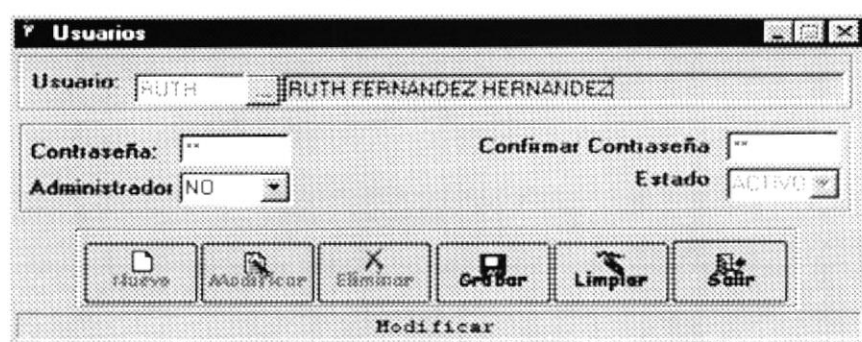 Usuarios
Usuario: RUTH ... RUTH FERNANDEZ HERNANDEZ
Contraseña: ** Confirmar Contraseña **
Administrador NO Estado ACTIVO
Nuevo Modificar Eliminar Grabar Limpiar Salir
Modificar